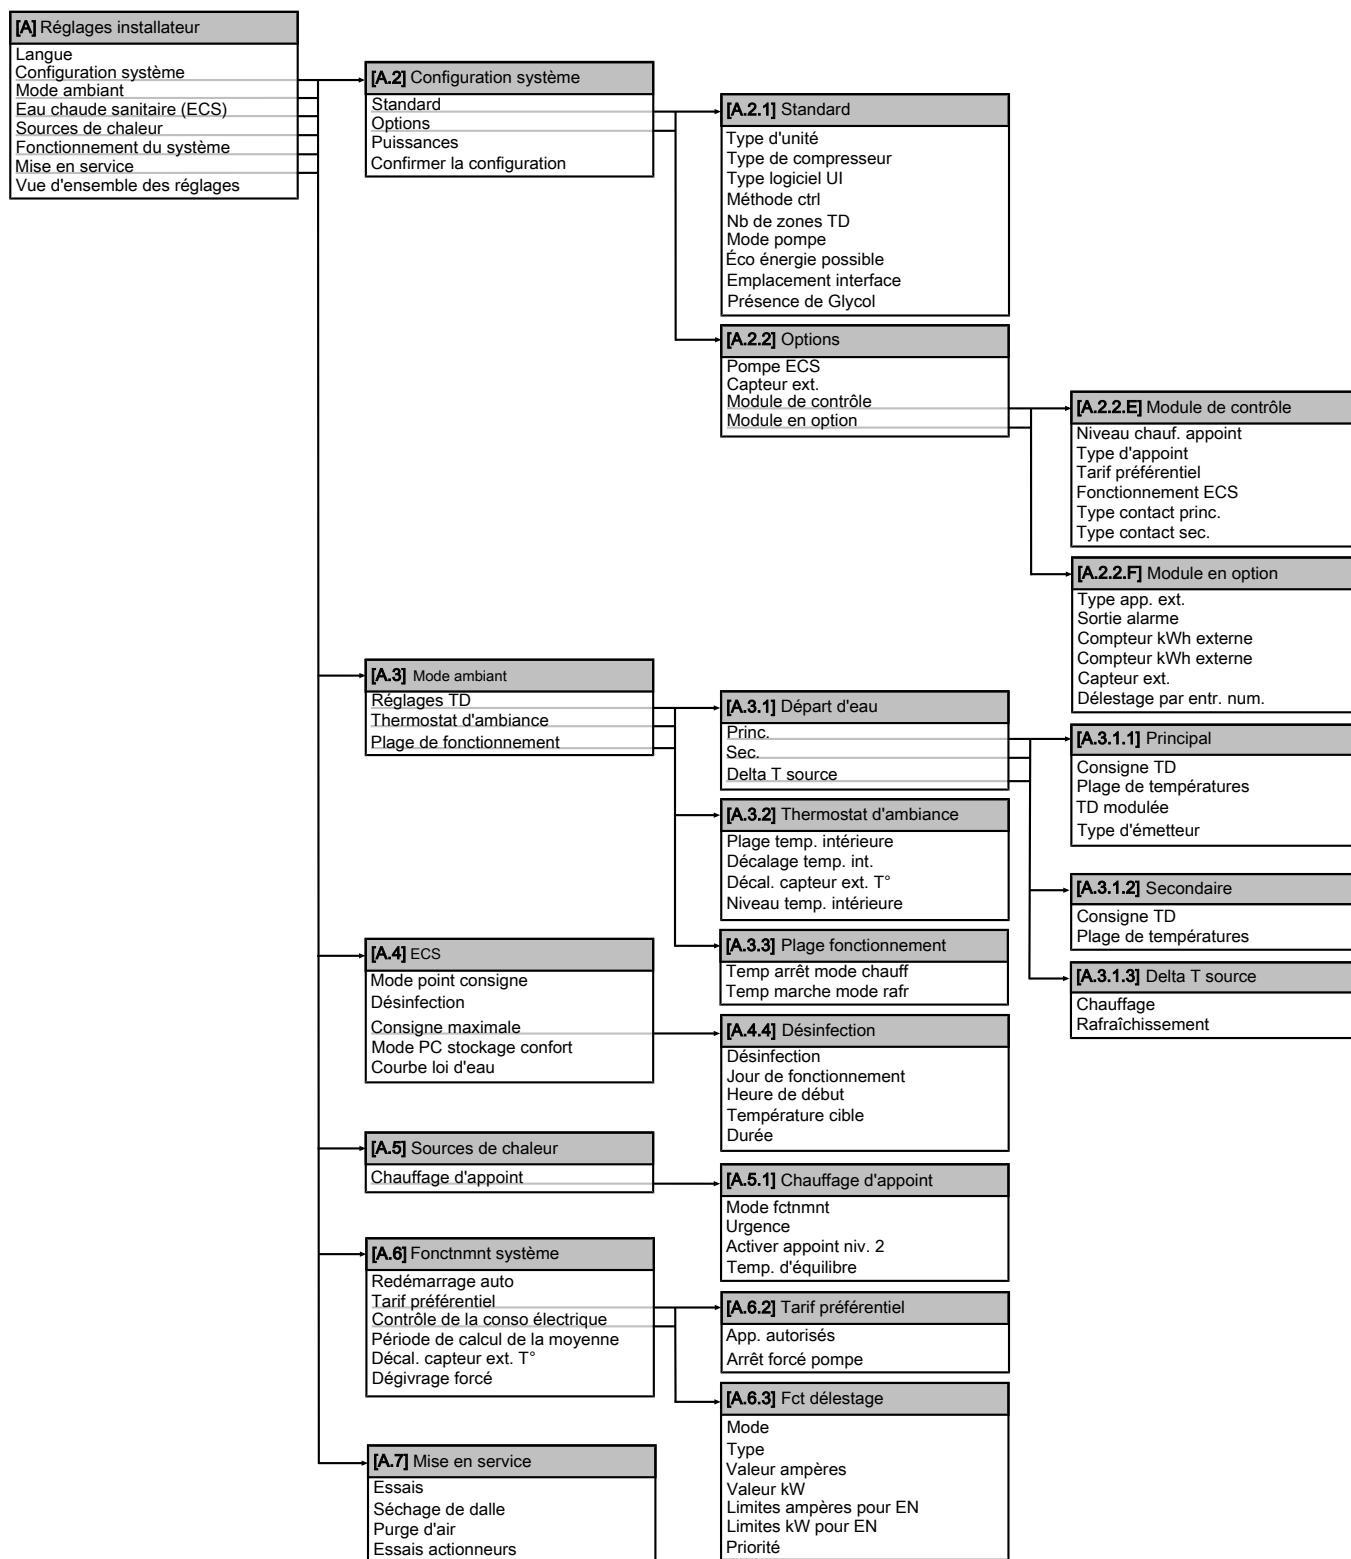 [A] Réglages installateur
Langue
Configuration système
Mode ambiant
Eau chaude sanitaire (ECS)
Sources de chaleur
Fonctionnement du système
Mise en service
Vue d'ensemble des réglages
[A.2] Configuration système
Standard
Options
Puissances
Confirmer la configuration
[A.2.1] Standard
Type d'unité
Type de compresseur
Type logiciel UI
Méthode ctrl
Nb de zones TD
Mode pompe
Éco énergie possible
Emplacement interface
Présence de Glycol
[A.2.2] Options
Pompe ECS
Capteur ext.
Module de contrôle
Module en option
[A.2.2.E] Module de contrôle
Niveau chauf. appoint
Type d'appoint
Tarif préférentiel
Fonctionnement ECS
Type contact princ.
Type contact sec.
[A.2.2.F] Module en option
Type app. ext.
Sortie alarme
Compteur kWh externe
Compteur kWh externe
Capteur ext.
Délestage par entr. num.
[A.3] Mode ambiant
Réglages TD
Thermostat d'ambiance
Plage de fonctionnement
[A.3.1] Départ d'eau
Princ.
Sec.
Delta T source
[A.3.1.1] Principal
Consigne TD
Plage de températures
TD modulée
Type d'émetteur
[A.3.2] Thermostat d'ambiance
Plage temp. intérieure
Décalage temp. int.
Décal. capteur ext. T°
Niveau temp. intérieure
[A.3.1.2] Secondaire
Consigne TD
Plage de températures
[A.3.3] Plage fonctionnement
Temp arrêt mode chauff
Temp marche mode rafr
[A.3.1.3] Delta T source
Chauffage
Rafraîchissement
[A.4] ECS
Mode point consigne
Désinfection
Consigne maximale
Mode PC stockage confort
Courbe loi d'eau
[A.4.4] Désinfection
Désinfection
Jour de fonctionnement
Heure de début
Température cible
Durée
[A.5] Sources de chaleur
Chauffage d'appoint
[A.5.1] Chauffage d'appoint
Mode fctnmnt
Urgence
Activer appoint niv. 2
Temp. d'équilibre
[A.6] Fonctnmnt système
Redémarrage auto
Tarif préférentiel
Contrôle de la conso électrique
Période de calcul de la moyenne
Décal. capteur ext. T°
Dégivrage forcé
[A.6.2] Tarif préférentiel
App. autorisés
Arrêt forcé pompe
[A.6.3] Fct délestage
Mode
Type
Valeur ampères
Valeur kW
Limites ampères pour EN
Limites kW pour EN
Priorité
[A.7] Mise en service
Essais
Séchage de dalle
Purge d'air
Essais actionneurs